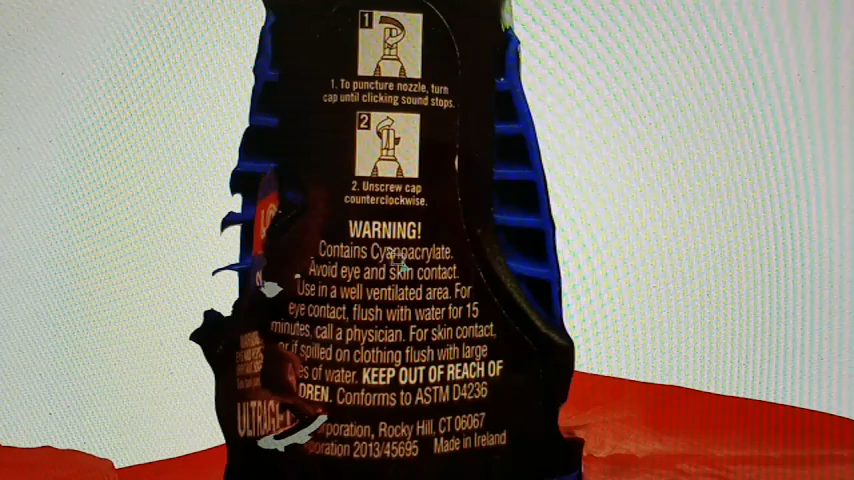 1
1. To puncture nozzle, turn
cap until clicking sound stops.
2
2. Unscrew cap
counterclockwise.
WARNING!
Contains Cyanoacrylate.
Avoid eye and skin contact.
Use in a well ventilated area. For
eye contact, flush with water for 15
minutes, call a physician. For skin contact,
or if spilled on clothing flush with large
es of water. KEEP OUT OF REACH OF
DREN. Conforms to ASTM D4236
rporation, Rocky Hill, CT 06067
oration 2013/45695 Made in Ireland
ULTRAGE